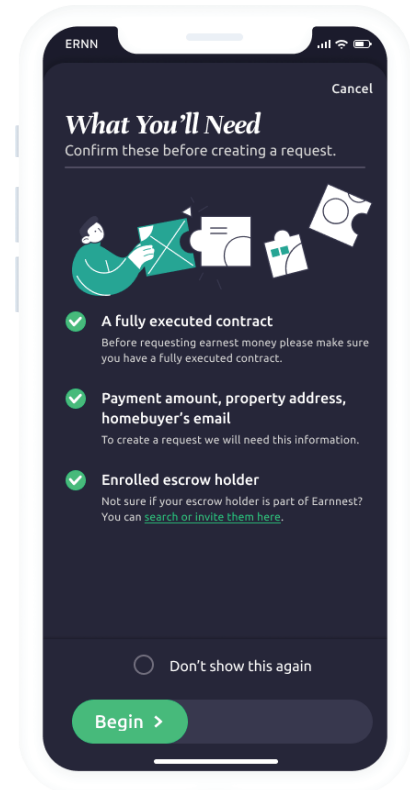 ERNN
Cancel
What You’ll Need
Confirm these before creating a request.
A fully executed contract
Before requesting earnest money please make sure
you have a fully executed contract.
Payment amount, property address,
homebuyer’s email
To create a request we will need this information.
Enrolled escrow holder
Not sure if your escrow holder is part of Earnnest?
You can search or invite them here.
Don’t show this again
Begin